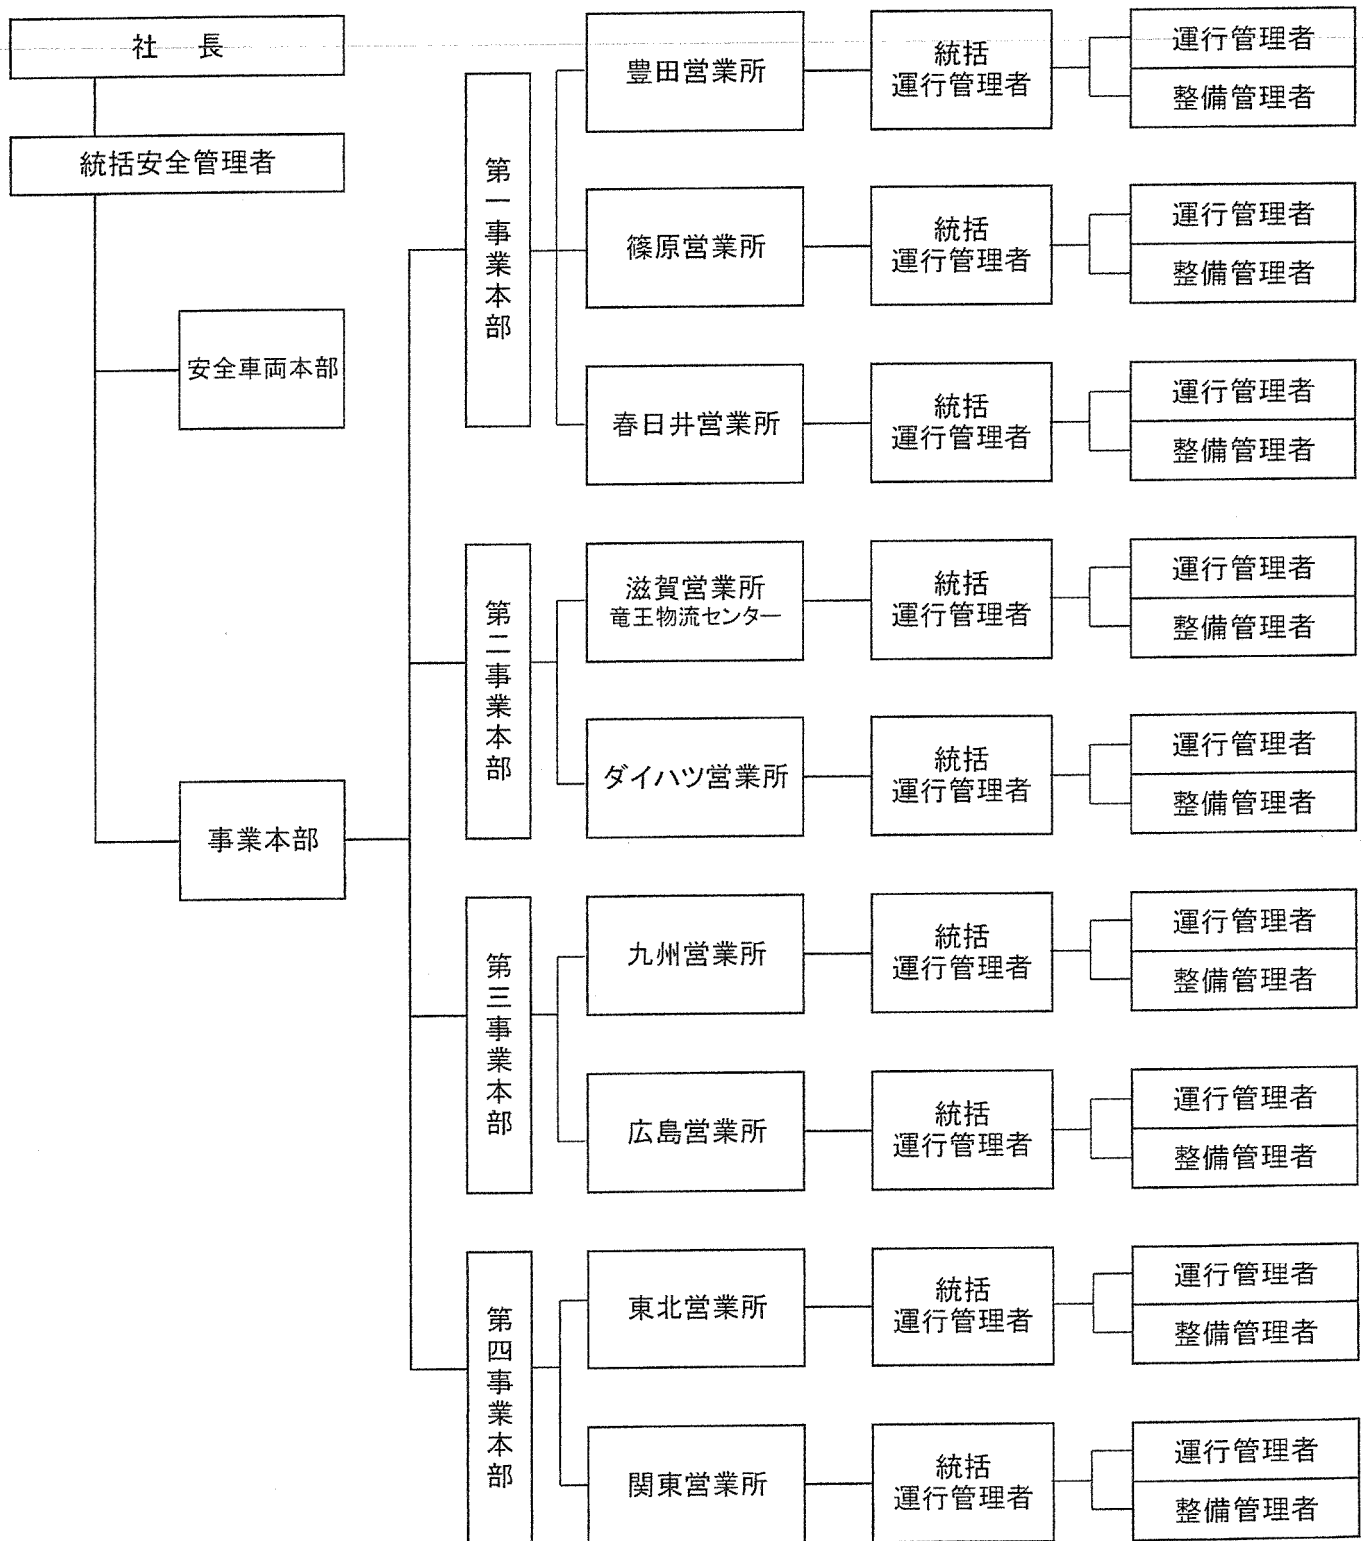 社　長
統括安全管理者
安全車両本部
事業本部
第一事業本部
豊田営業所
統括
運行管理者
運行管理者
整備管理者
篠原営業所
統括
運行管理者
運行管理者
整備管理者
春日井営業所
統括
運行管理者
運行管理者
整備管理者
第二事業本部
滋賀営業所
竜王物流センター
統括
運行管理者
運行管理者
整備管理者
ダイハツ営業所
統括
運行管理者
運行管理者
整備管理者
第三事業本部
九州営業所
統括
運行管理者
運行管理者
整備管理者
広島営業所
統括
運行管理者
運行管理者
整備管理者
第四事業本部
東北営業所
統括
運行管理者
運行管理者
整備管理者
関東営業所
統括
運行管理者
運行管理者
整備管理者